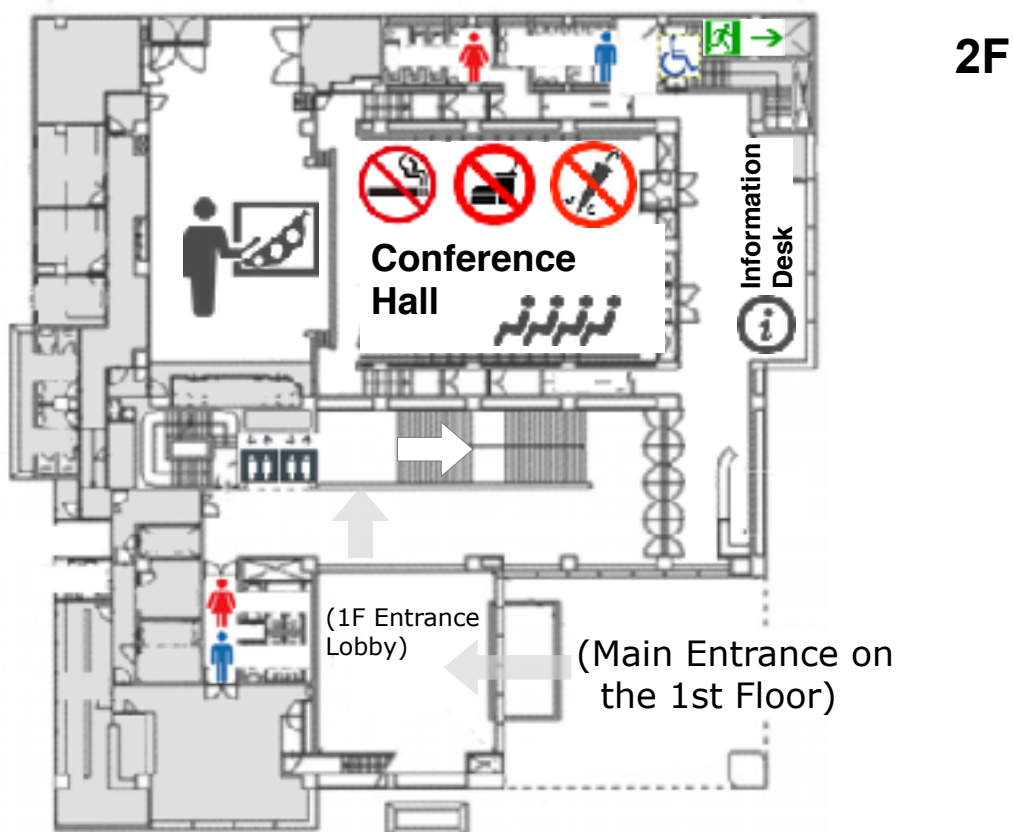 2F
Information
Desk
Conference
Hall
(1F Entrance
Lobby)
(Main Entrance on
the 1st Floor)